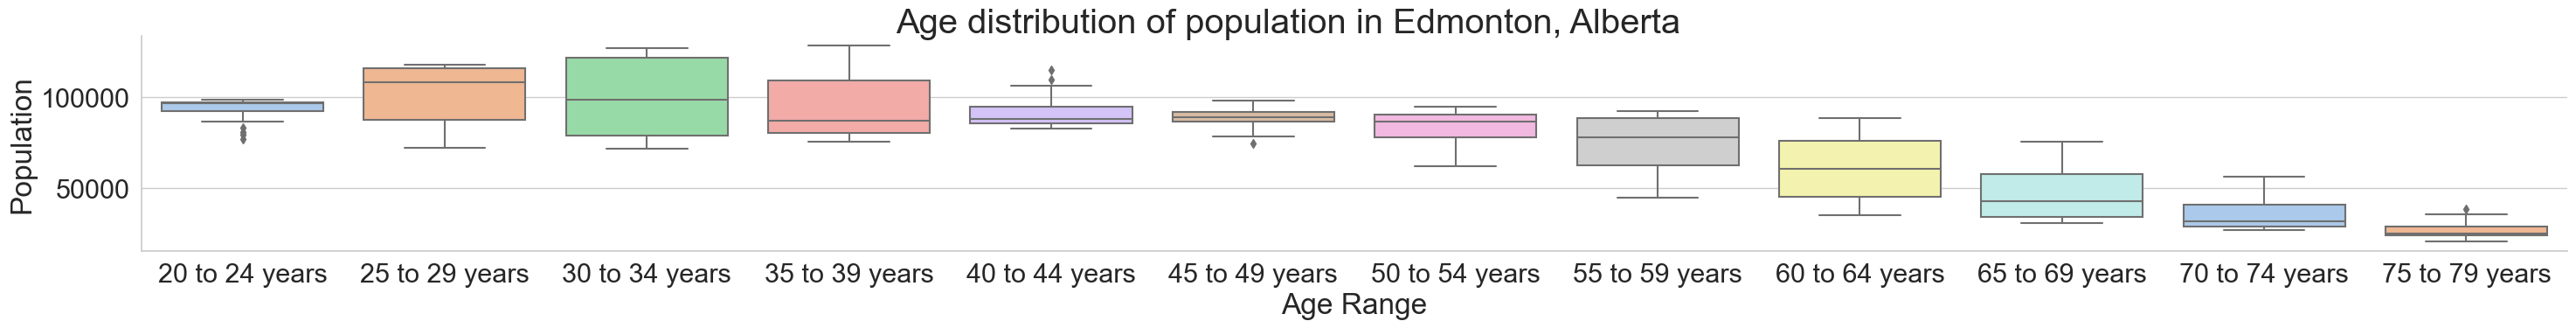 Age distribution of population in Edmonton, Alberta
Population
100000
50000
20 to 24 years 25 to 29 years 30 to 34 years 35 to 39 years 40 to 44 years 45 to 49 years 50 to 54 years 55 to 59 years 60 to 64 years 65 to 69 years 70 to 74 years 75 to 79 years
Age Range